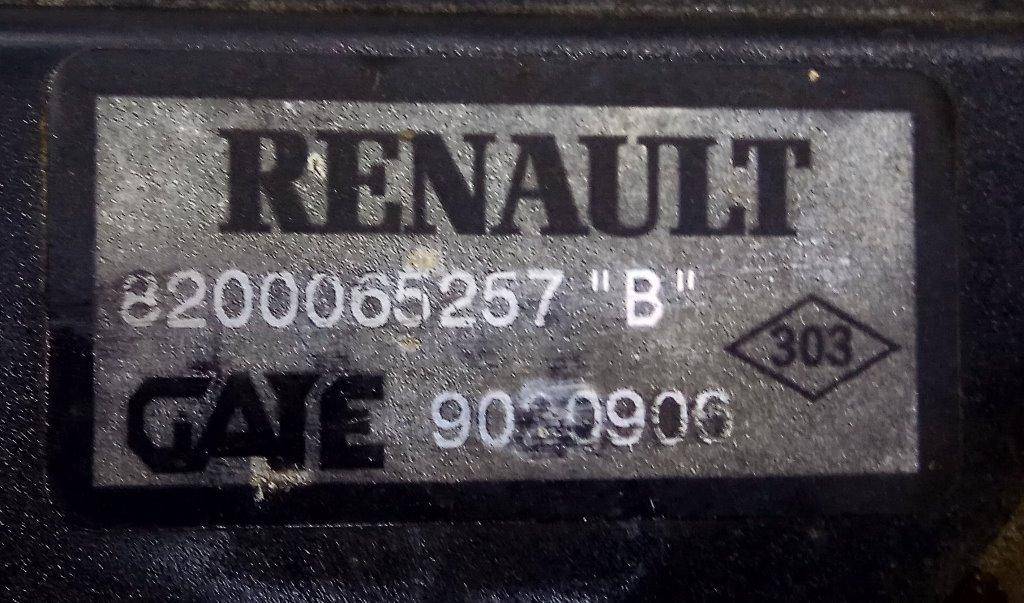 RENAULT
8200065257 "B"
303
GATE